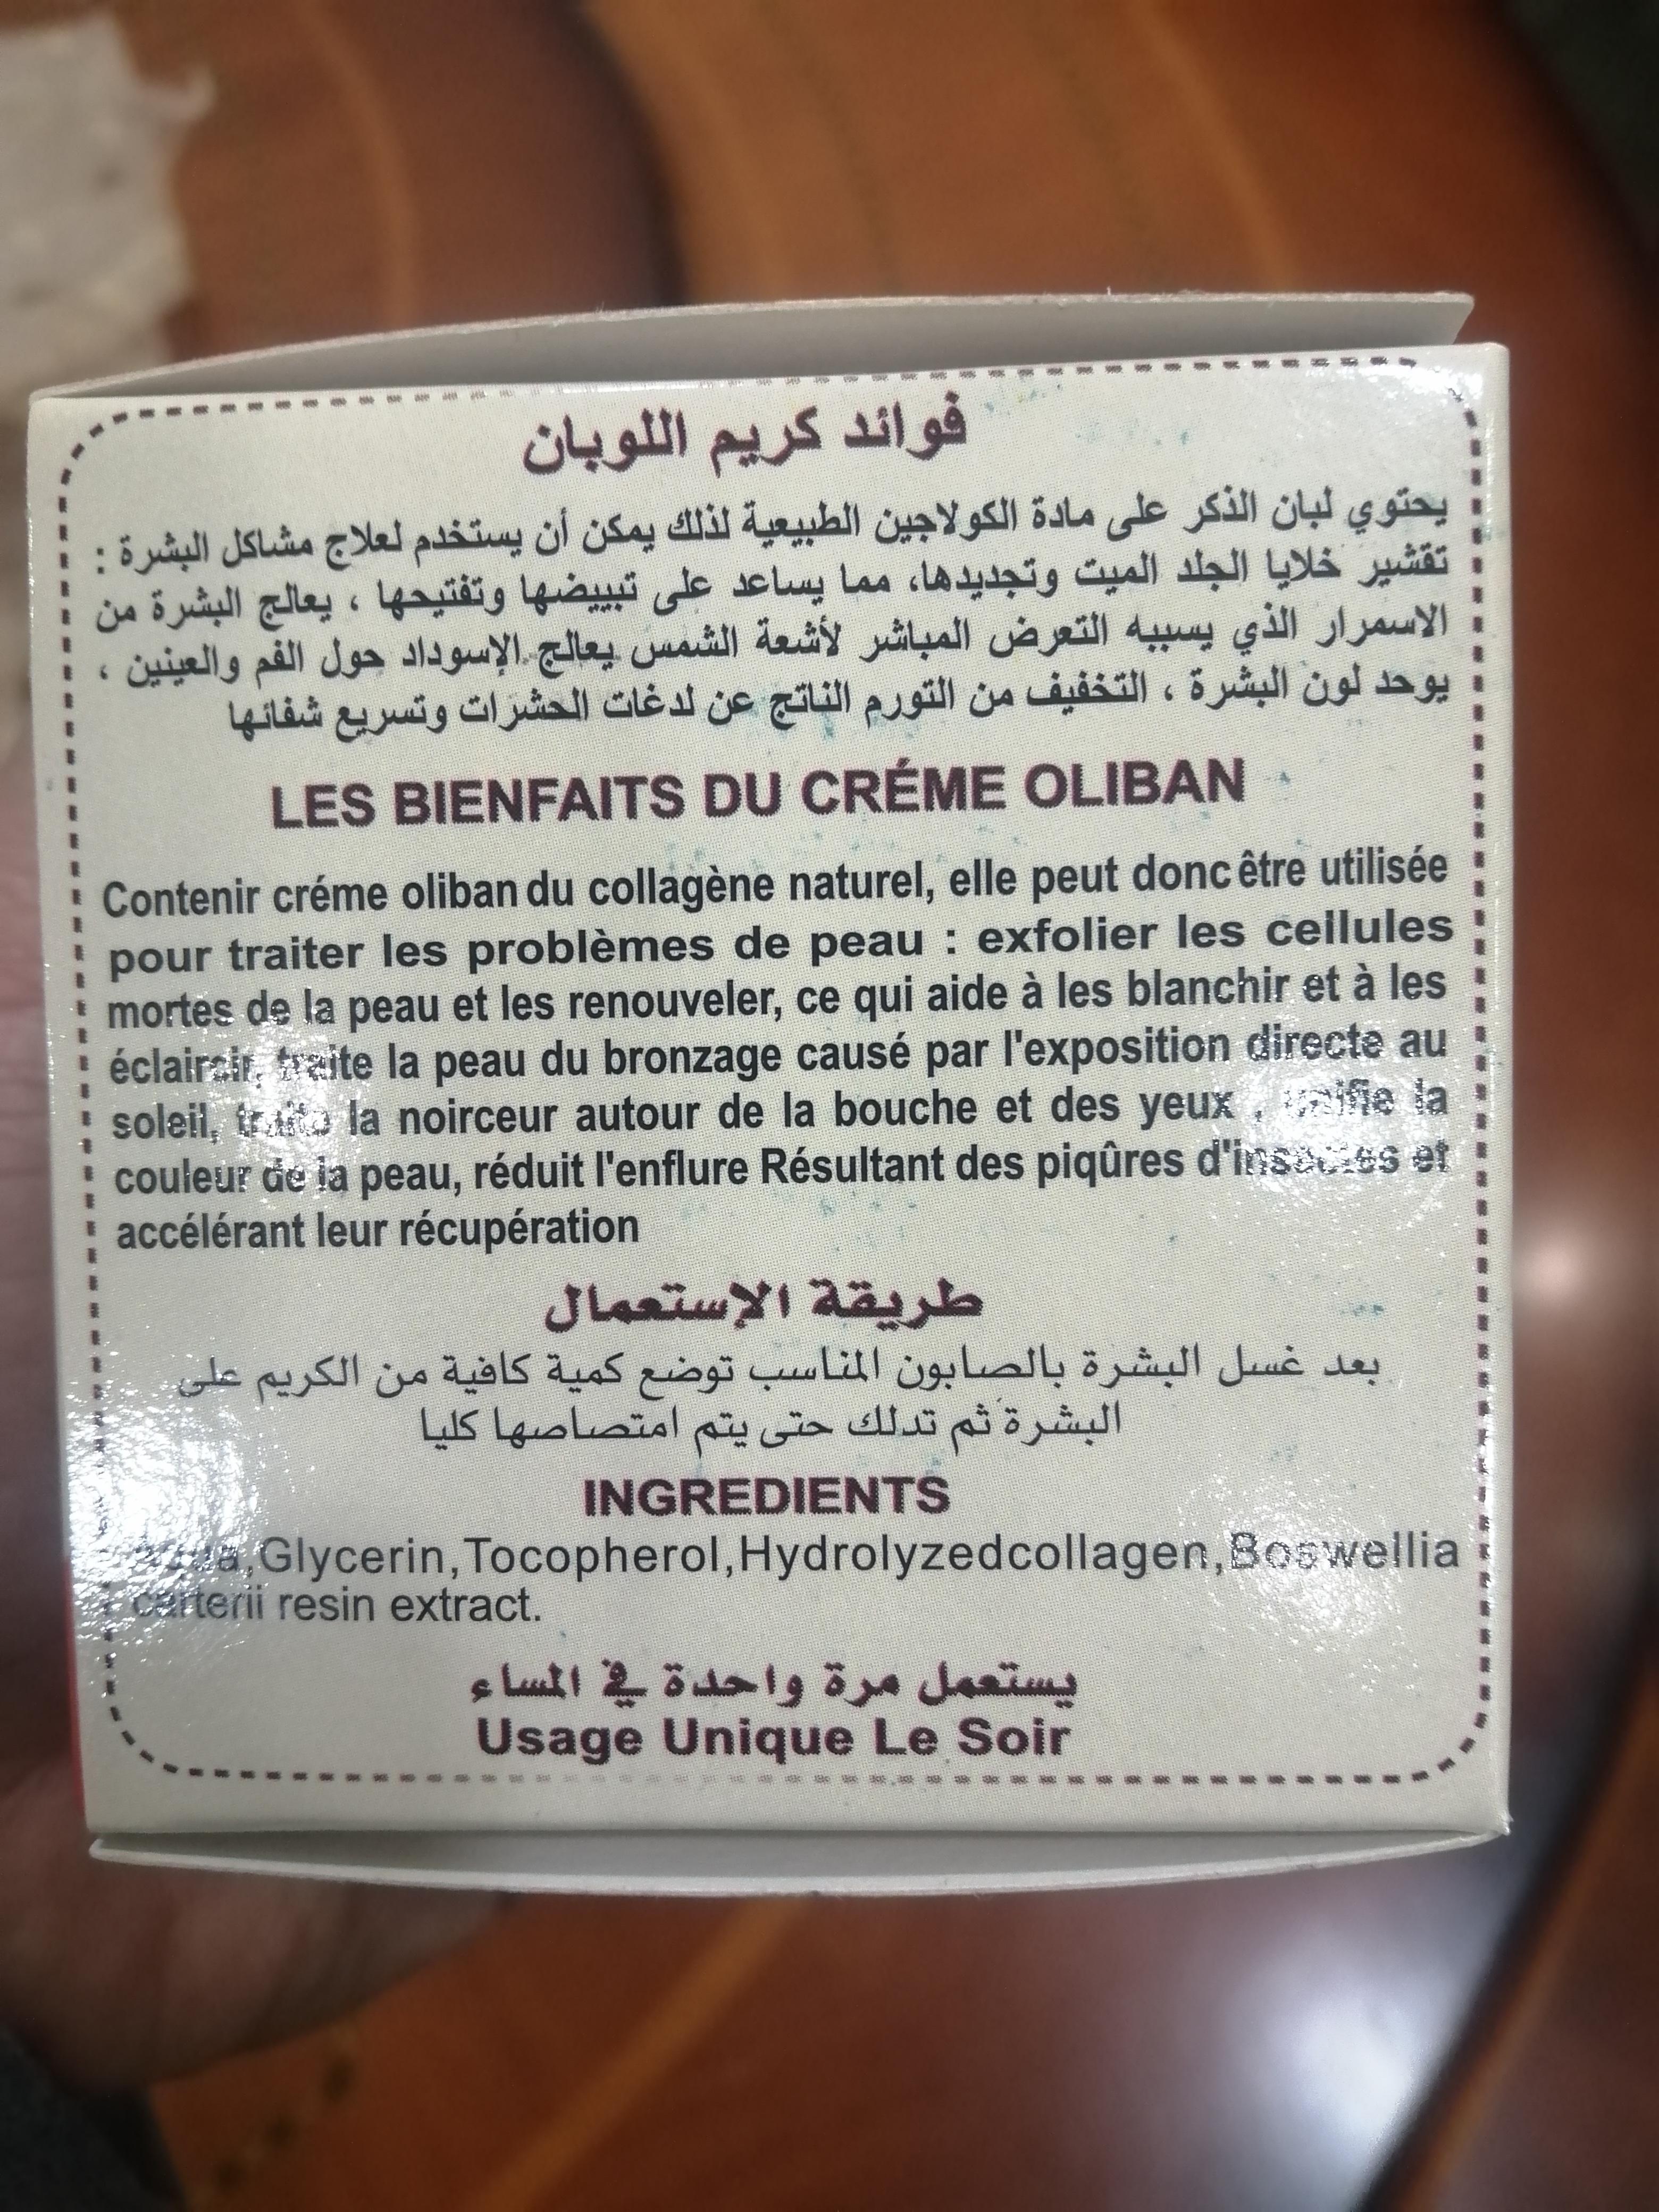 فوائد كريم اللوبان
يحتوي لبان الذكر على مادة الكولاجين الطبيعية لذلك يمكن أن يستخدم لعلاج مشاكل البشرة :
تقشير خلايا الجلد الميت وتجديدها، مما يساعد على تبييضها وتفتيحها ، يعالج البشرة من
الاسمرار الذي يسببه التعرض المباشر لأشعة الشمس يعالج الإسوداد حول الفم والعينين ،
يوحد لون البشرة ، التخفيف من التورم الناتج عن لدغات الحشرات وتسريع شفائها
LES BIENFAITS DU CRÉME OLIBAN
Contenir créme oliban du collagène naturel, elle peut donc être utilisée
pour traiter les problèmes de peau : exfolier les cellules
mortes de la peau et les renouveler, ce qui aide à les blanchir et à les
éclaircir, traite la peau du bronzage causé par l'exposition directe au
soleil, traite la noirceur autour de la bouche et des yeux , unifie la
couleur de la peau, réduit l'enflure Résultant des piqûres d'insectes et
accélérant leur récupération
طريقة الإستعمال
بعد غسل البشرة بالصابون المناسب توضع كمية كافية من الكريم على
البشرة ثم تدلك حتى يتم امتصاصها كليا
INGREDIENTS
Aqua,Glycerin,Tocopherol,Hydrolyzedcollagen,Boswellia
carterii resin extract.
يستعمل مرة واحدة في المساء
Usage Unique Le Soir